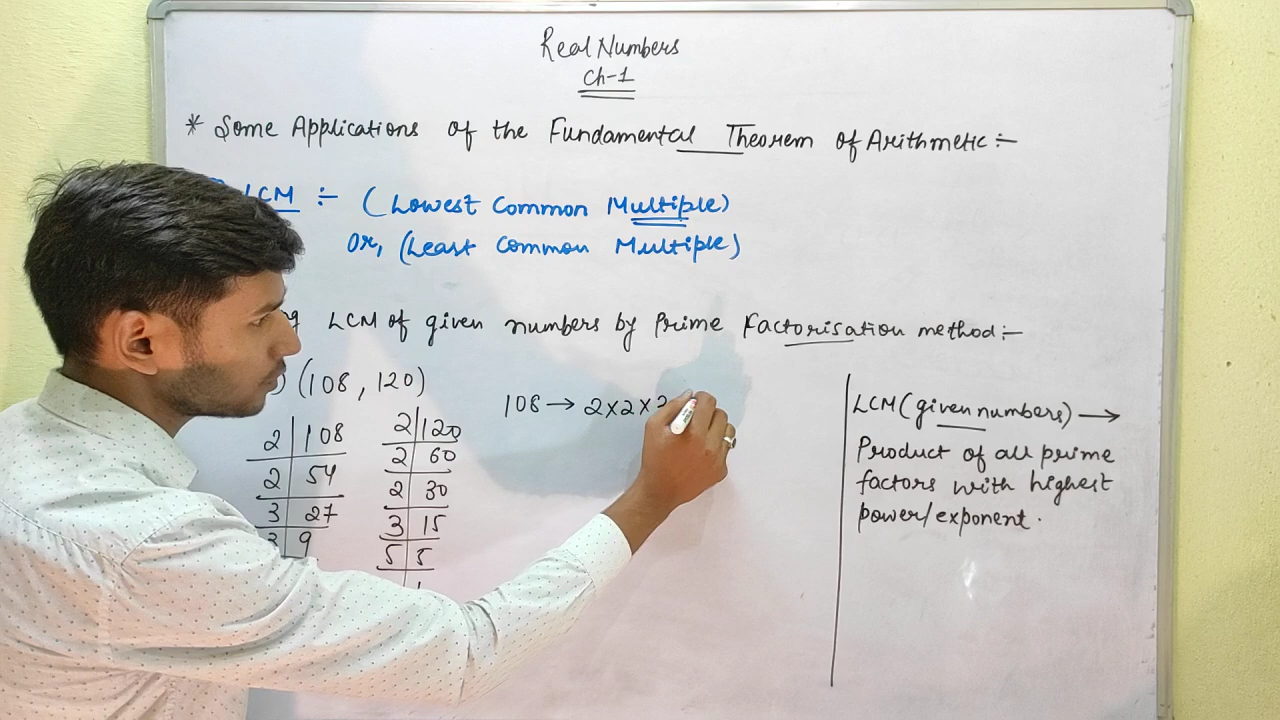 Real Numbers
Ch-1
* Some Applications of the Fundamental Theorem of Arithmetic :-
LCM :- (Lowest Common Multiple)
Or, (Least Common Multiple)
LCM of given numbers by Prime Factorisation method :-
) (108, 120)
2 | 108
2 | 54
3 | 27
3 | 9
2 | 120
2 | 60
2 | 30
3 | 15
5 | 5
108 → 2×2×
LCM (given numbers) →
Product of all prime
factors with highest
power/exponent.